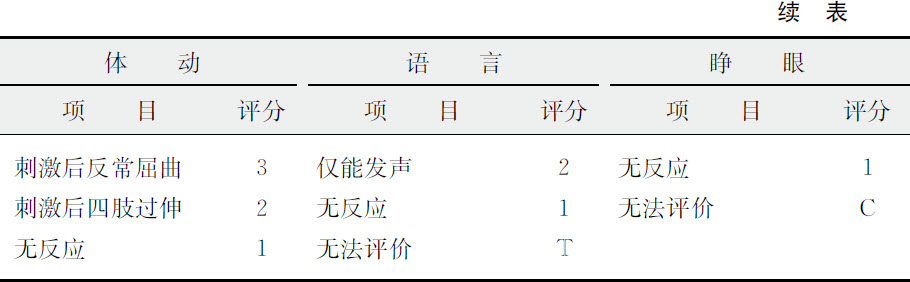 续 表
体 动 语 言 睁 眼
项 目 评分 项 目 评分 项 目 评分
刺激后反常屈曲 3 仅能发声 2 无反应 1
刺激后四肢过伸 2 无反应 1 无法评价 C
无反应 1 无法评价 T